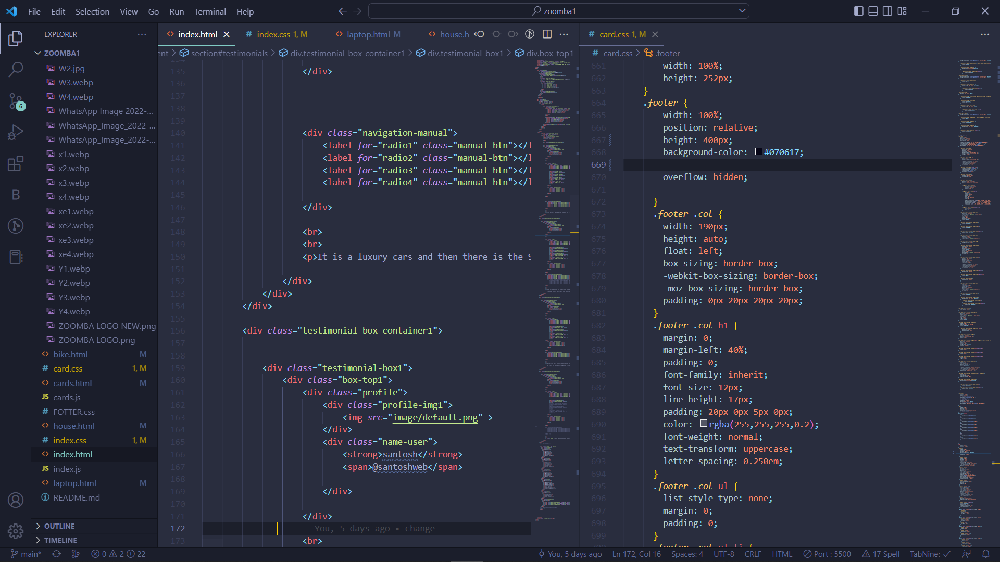 File Edit Selection View Go Run Terminal Help
zoomba1
EXPLORER
ZOOMBA1
W2.jpg
W3.webp
W4.webp
WhatsApp Image 2022-...
WhatsApp_Image_2022-...
WhatsApp_Image_2022-...
x1.webp
x2.webp
x3.webp
x4.webp
xe1.webp
xe2.webp
xe3.webp
xe4.webp
Y1.webp
Y2.webp
Y3.webp
Y4.webp
ZOOMBA LOGO NEW.png
ZOOMBA LOGO.png
bike.html M
card.css 1, M
cards.html M
cards.js
FOTTER.css
house.html M
index.css 1, M
index.html
index.js
laptop.html M
README.md
OUTLINE
TIMELINE
6
B
index.html
index.css 1, M
laptop.html M
house.h
ent > section#testimonials > div.testimonial-box-container1 > div.testimonial-box1 > div.box-top1
135 </div>
136
137
138
139
140 <div class="navigation-manual">
141 <label for="radio1" class="manual-btn"></l
142 <label for="radio2" class="manual-btn"></l
143 <label for="radio3" class="manual-btn"></l
144 <label for="radio4" class="manual-btn"></l
145
146 </div>
147
148 <br>
149 <br>
150 <p>It is a luxury cars and then there is the S
151
152 </div>
153 </div>
154 </div>
155
156 <div class="testimonial-box-container1">
157
158
159 <div class="testimonial-box1">
160 <div class="box-top1">
161 <div class="profile">
162 <div class="profile-img1">
163 <img src="image/default.png" >
164 </div>
165 <div class="name-user">
166 <strong>santosh</strong>
167 <span>@santoshweb</span>
168
169 </div>
170
171 </div>
172 You, 5 days ago • change
173 <br>
card.css 1, M
card.css > .footer
661 width: 100%;
662 height: 252px;
663 }
664 .footer {
665 width: 100%;
666 position: relative;
667 height: 400px;
668 background-color: #070617;
669
670 overflow: hidden;
671
672 }
673 .footer .col {
674 width: 190px;
675 height: auto;
676 float: left;
677 box-sizing: border-box;
678 -webkit-box-sizing: border-box;
679 -moz-box-sizing: border-box;
680 padding: 0px 20px 20px 20px;
681 }
682 .footer .col h1 {
683 margin: 0;
684 margin-left: 40%;
685 padding: 0;
686 font-family: inherit;
687 font-size: 12px;
688 line-height: 17px;
689 padding: 20px 0px 5px 0px;
690 color: rgba(255,255,255,0.2);
691 font-weight: normal;
692 text-transform: uppercase;
693 letter-spacing: 0.250em;
694 }
695 .footer .col ul {
696 list-style-type: none;
697 margin: 0;
698 padding: 0;
699 }
main* 0 2 22
You, 5 days ago Ln 172, Col 16 Spaces: 4 UTF-8 CRLF HTML Port : 5500 17 Spell TabNine: